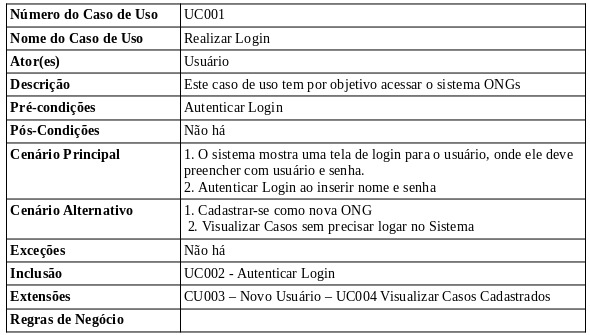 Número do Caso de Uso UC001
Nome do Caso de Uso Realizar Login
Ator(es) Usuário
Descrição Este caso de uso tem por objetivo acessar o sistema ONGs
Pré-condições Autenticar Login
Pós-Condições Não há
Cenário Principal 1. O sistema mostra uma tela de login para o usuário, onde ele deve
preencher com usuário e senha.
2. Autenticar Login ao inserir nome e senha
Cenário Alternativo 1. Cadastrar-se como nova ONG
2. Visualizar Casos sem precisar logar no Sistema
Exceções Não há
Inclusão UC002 - Autenticar Login
Extensões CU003 – Novo Usuário – UC004 Visualizar Casos Cadastrados
Regras de Negócio